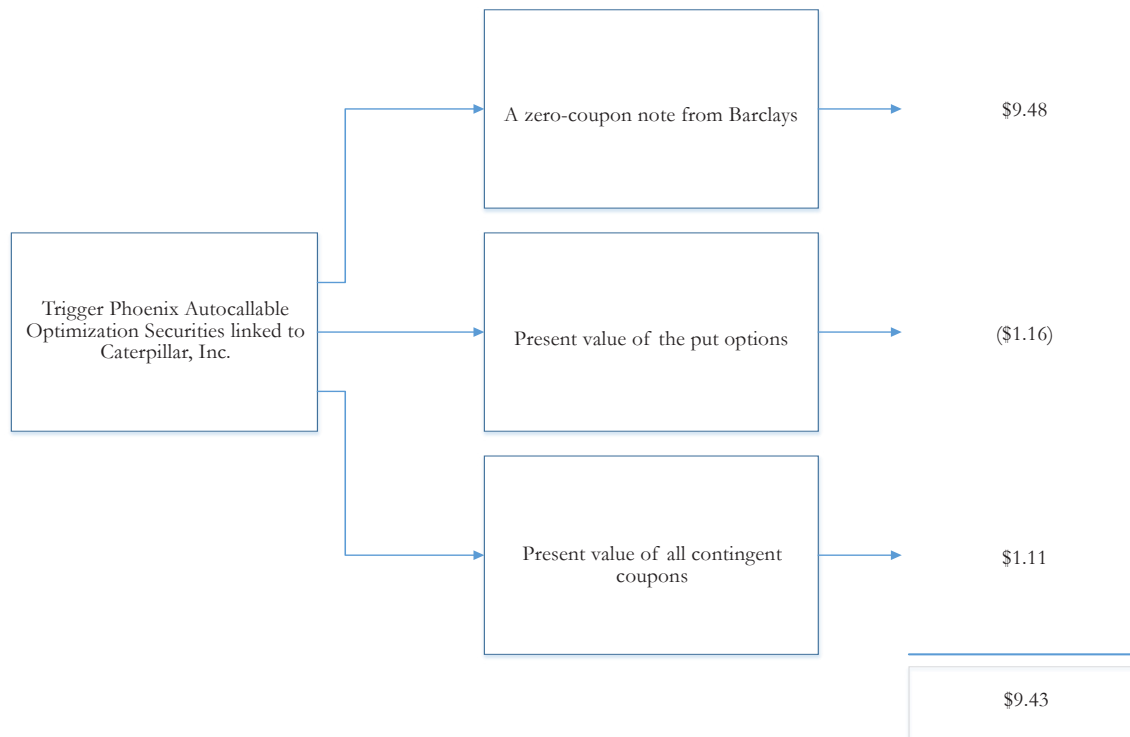 A zero-coupon note from Barclays
$9.48
Trigger Phoenix Autocallable
Optimization Securities linked to
Caterpillar, Inc.
Present value of the put options
($1.16)
Present value of all contingent
coupons
$1.11
$9.43